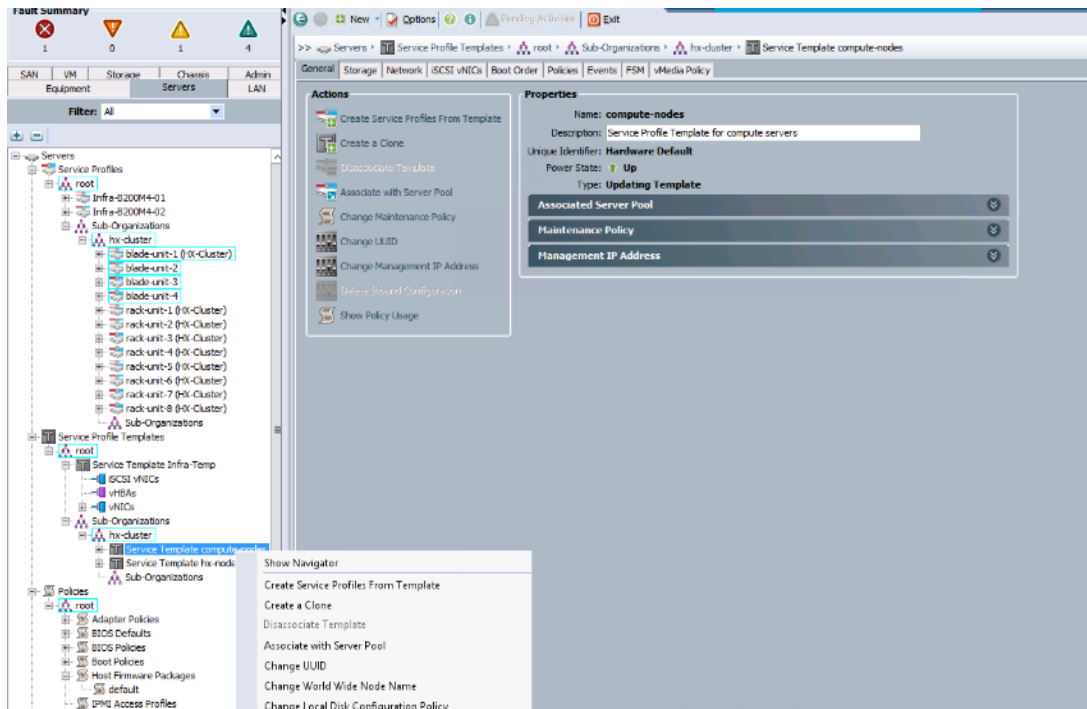 Fault Summary
1 0 1 4
SAN VM Storage Chassis Admin
Equipment Servers LAN
Filter: All
Servers
Service Profiles
root
Infra-B200M4-01
Infra-B200M4-02
Sub-Organizations
hx-cluster
blade-unit-1 (HX-Cluster)
blade-unit-2
blade-unit-3
blade-unit-4
rack-unit-1 (HX-Cluster)
rack-unit-2 (HX-Cluster)
rack-unit-3 (HX-Cluster)
rack-unit-4 (HX-Cluster)
rack-unit-5 (HX-Cluster)
rack-unit-6 (HX-Cluster)
rack-unit-7 (HX-Cluster)
rack-unit-8 (HX-Cluster)
Sub-Organizations
Service Profile Templates
root
Service Template Infra-Temp
iSCSI vNICs
vHBAs
vNICs
Sub-Organizations
hx-cluster
Service Template compute-nodes
Service Template hx-node
Sub-Organizations
Policies
root
Adapter Policies
BIOS Defaults
BIOS Policies
Boot Policies
Host Firmware Packages
default
IPMI Access Profiles
New Options Pending Activities Exit
>> Servers Service Profile Templates root Sub-Organizations hx-cluster Service Template compute-nodes
General Storage Network iSCSI vNICs Boot Order Policies Events FSM vMedia Policy
Actions
Create Service Profiles From Template
Create a Clone
Disassociate Template
Associate with Server Pool
Change Maintenance Policy
Change UUID
Change Management IP Address
Delete Inband Configuration
Show Policy Usage
Properties
Name: compute-nodes
Description: Service Profile Template for compute servers
Unique Identifier: Hardware Default
Power State: Up
Type: Updating Template
Associated Server Pool
Maintenance Policy
Management IP Address
Show Navigator
Create Service Profiles From Template
Create a Clone
Disassociate Template
Associate with Server Pool
Change UUID
Change World Wide Node Name
Change Local Disk Configuration Policy